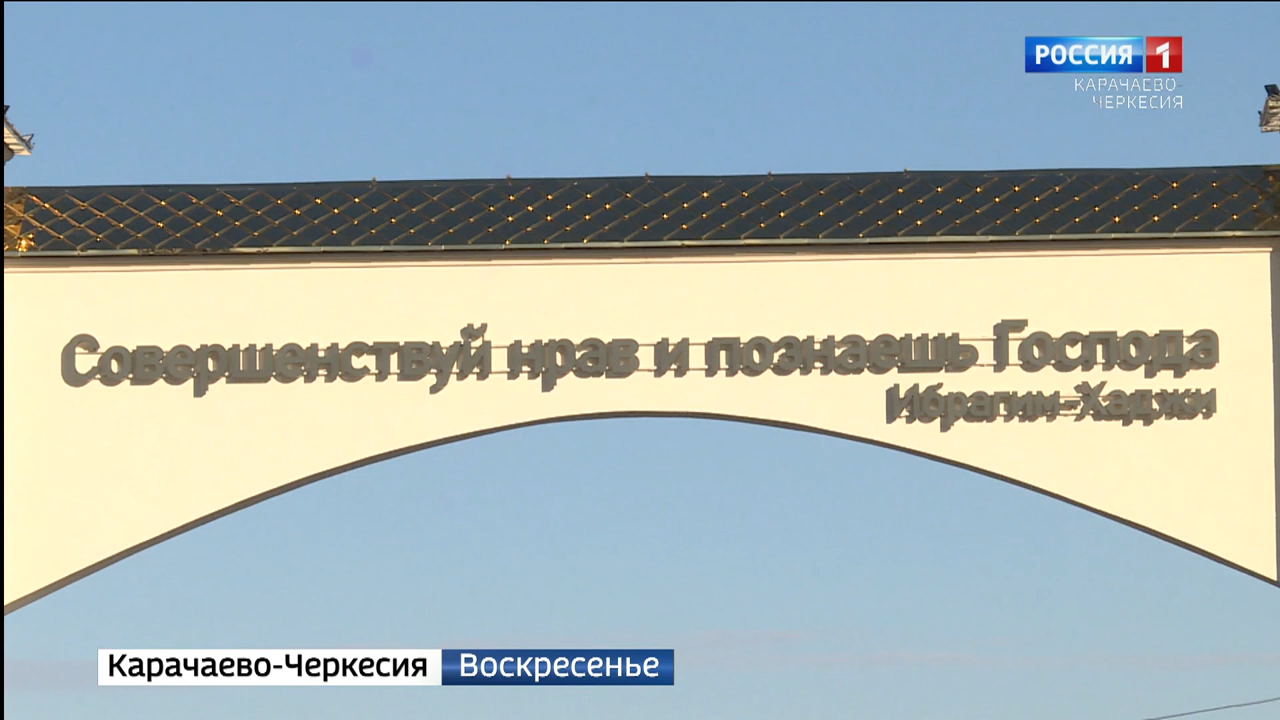 РОССИЯ 1
КАРАЧАЕВО-
ЧЕРКЕСИЯ
Совершенствуй нрав и познаешь Господа
Ибрагим-Хаджи
Карачаево-Черкесия Воскресенье